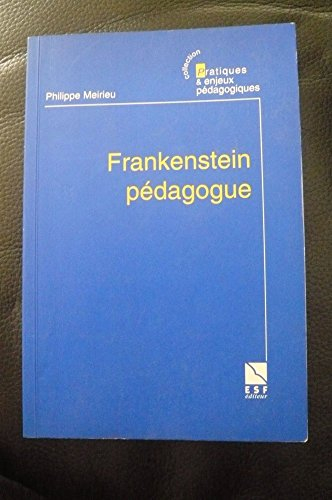 collection
Pratiques
& enjeux
pédagogiques
Philippe Meirieu
Frankenstein
pédagogue
ESF
éditeur